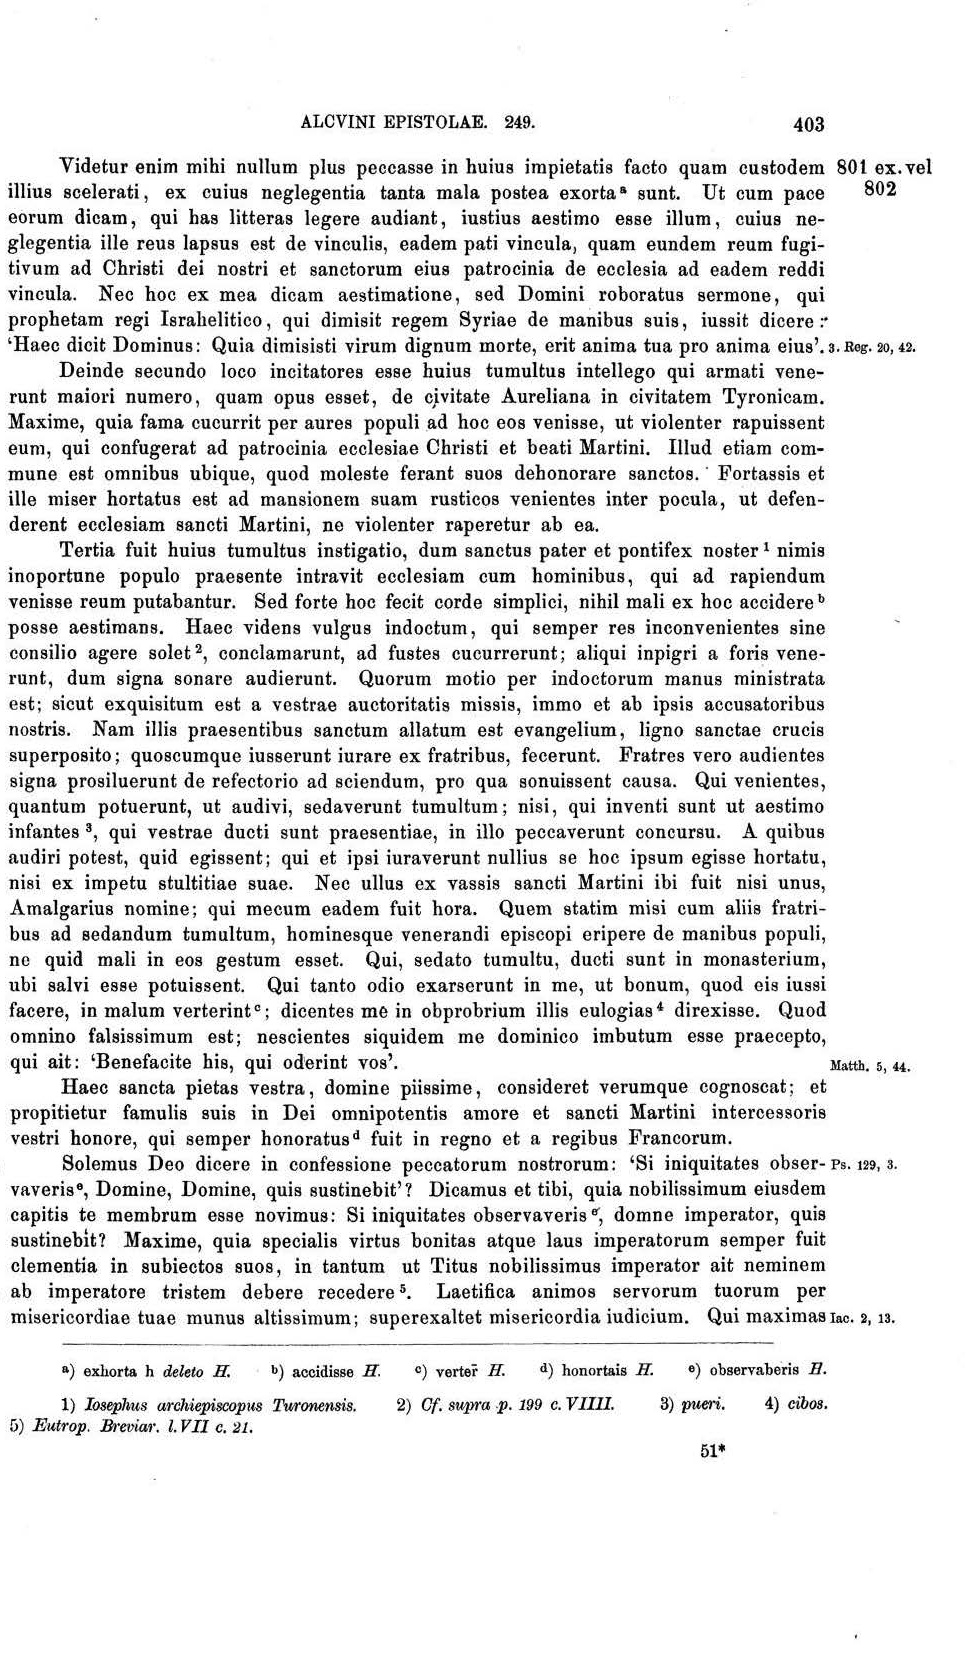 ALCVINI EPISTOLAE. 249. 403
Videtur enim mihi nullum plus peccasse in huius impietatis facto quam custodem 801 ex. vel
illius scelerati, ex cuius neglegentia tanta mala postea exorta a sunt. Ut cum pace 802
eorum dicam, qui has litteras legere audiant, iustius aestimo esse illum, cuius ne-
glegentia ille reus lapsus est de vinculis, eadem pati vincula, quam eundem reum fugi-
tivum ad Christi dei nostri et sanctorum eius patrocinia de ecclesia ad eadem reddi
vincula. Nec hoc ex mea dicam aestimatione, sed Domini roboratus sermone, qui
prophetam regi Israhelitico, qui dimisit regem Syriae de manibus suis, iussit dicere:
‘Haec dicit Dominus: Quia dimisisti virum dignum morte, erit anima tua pro anima eius’. 3. Reg. 20, 42.
Deinde secundo loco incitatores esse huius tumultus intellego qui armati vene-
runt maiori numero, quam opus esset, de civitate Aureliana in civitatem Tyronicam.
Maxime, quia fama cucurrit per aures populi ad hoc eos venisse, ut violenter rapuissent
eum, qui confugerat ad patrocinia ecclesiae Christi et beati Martini. Illud etiam com-
mune est omnibus ubique, quod moleste ferant suos dehonorare sanctos. Fortassis et
ille miser hortatus est ad mansionem suam rusticos venientes inter pocula, ut defen-
derent ecclesiam sancti Martini, ne violenter raperetur ab ea.
Tertia fuit huius tumultus instigatio, dum sanctus pater et pontifex noster 1 nimis
inoportune populo praesente intravit ecclesiam cum hominibus, qui ad rapiendum
venisse reum putabantur. Sed forte hoc fecit corde simplici, nihil mali ex hoc accidere b
posse aestimans. Haec videns vulgus indoctum, qui semper res inconvenientes sine
consilio agere solet 2, conclamarunt, ad fustes cucurrerunt; aliqui inpigri a foris vene-
runt, dum signa sonare audierunt. Quorum motio per indoctorum manus ministrata
est; sicut exquisitum est a vestrae auctoritatis missis, immo et ab ipsis accusatoribus
nostris. Nam illis praesentibus sanctum allatum est evangelium, ligno sanctae crucis
superposito; quoscumque iusserunt iurare ex fratribus, fecerunt. Fratres vero audientes
signa prosiluerunt de refectorio ad sciendum, pro qua sonuissent causa. Qui venientes,
quantum potuerunt, ut audivi, sedaverunt tumultum; nisi, qui inventi sunt ut aestimo
infantes 3, qui vestrae ducti sunt praesentiae, in illo peccaverunt concursu. A quibus
audiri potest, quid egissent; qui et ipsi iuraverunt nullius se hoc ipsum egisse hortatu,
nisi ex impetu stultitiae suae. Nec ullus ex vassis sancti Martini ibi fuit nisi unus,
Amalgarius nomine; qui mecum eadem fuit hora. Quem statim misi cum aliis fratri-
bus ad sedandum tumultum, hominesque venerandi episcopi eripere de manibus populi,
ne quid mali in eos gestum esset. Qui, sedato tumultu, ducti sunt in monasterium,
ubi salvi esse potuissent. Qui tanto odio exarserunt in me, ut bonum, quod eis iussi
facere, in malum verterint c; dicentes me in obprobrium illis eulogias 4 direxisse. Quod
omnino falsissimum est; nescientes siquidem me dominico imbutum esse praecepto,
qui ait: ‘Benefacite his, qui oderint vos’. Matth. 5, 44.
Haec sancta pietas vestra, domine piissime, consideret verumque cognoscat; et
propitietur famulis suis in Dei omnipotentis amore et sancti Martini intercessoris
vestri honore, qui semper honoratus d fuit in regno et a regibus Francorum.
Solemus Deo dicere in confessione peccatorum nostrorum: ‘Si iniquitates obser- Ps. 129, 3.
vaveris e, Domine, Domine, quis sustinebit’? Dicamus et tibi, quia nobilissimum eiusdem
capitis te membrum esse novimus: Si iniquitates observaveris e, domne imperator, quis
sustinebit? Maxime, quia specialis virtus bonitas atque laus imperatorum semper fuit
clementia in subiectos suos, in tantum ut Titus nobilissimus imperator ait neminem
ab imperatore tristem debere recedere 5. Laetifica animos servorum tuorum per
misericordiae tuae munus altissimum; superexaltet misericordia iudicium. Qui maximas Iac. 2, 13.
a) exhorta h deleto H. b) accidisse H. c) verter̄ H. d) honortais H. e) observaberis H.
1) Iosephus archiepiscopus Turonensis. 2) Cf. supra p. 199 c. VIIII. 3) pueri. 4) cibos.
5) Eutrop. Breviar. l. VII c. 21.
51*